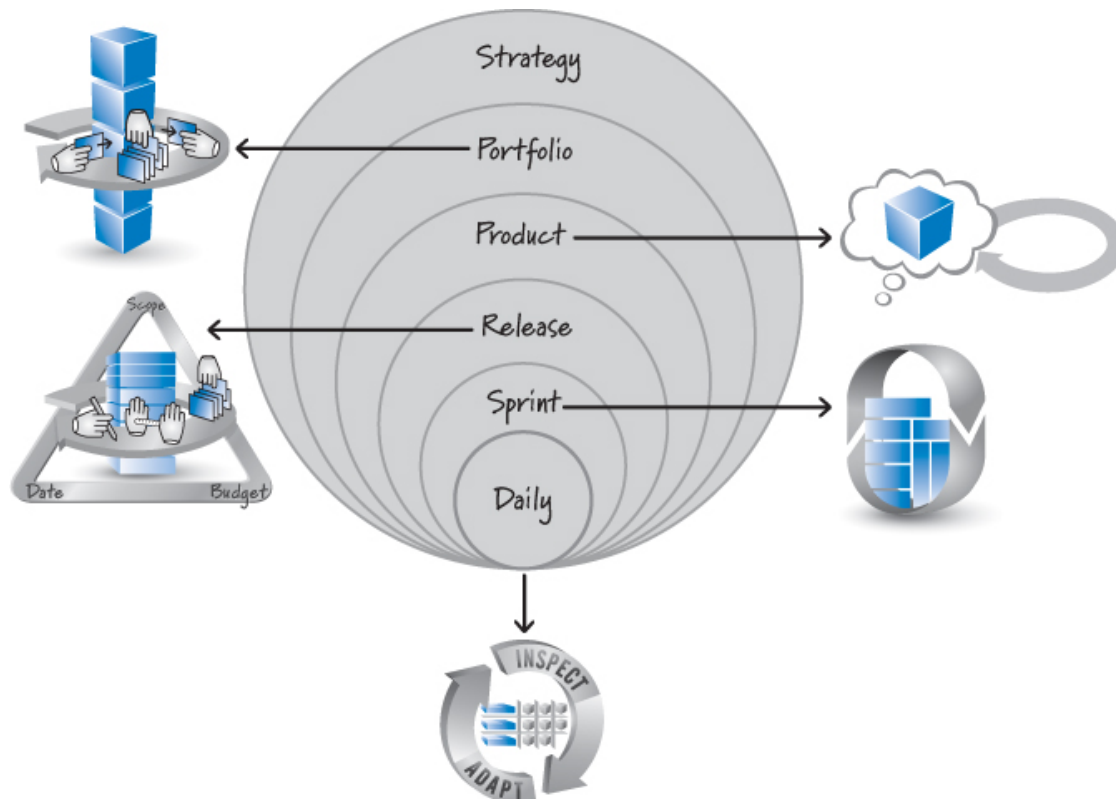 Strategy
Portfolio
Product
Release
Sprint
Daily
Scope
Date
Budget
INSPECT
ADAPT